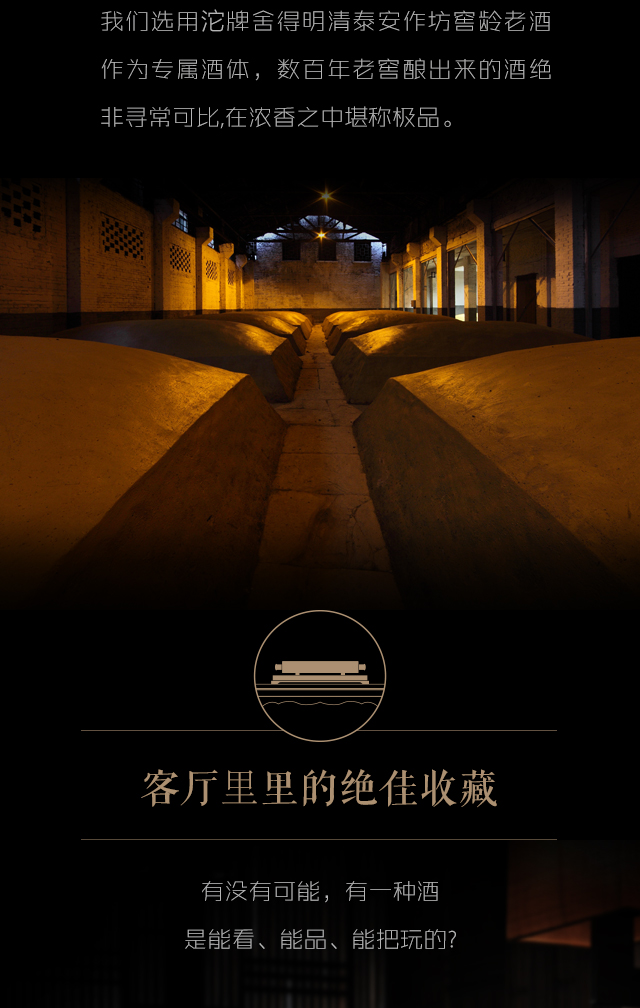 我们选用沱牌舍得明清泰安作坊窖龄老酒
作为专属酒体，数百年老窖酿出来的酒绝
非寻常可比,在浓香之中堪称极品。
客厅里里的绝佳收藏
有没有可能，有一种酒
是能看、能品、能把玩的?